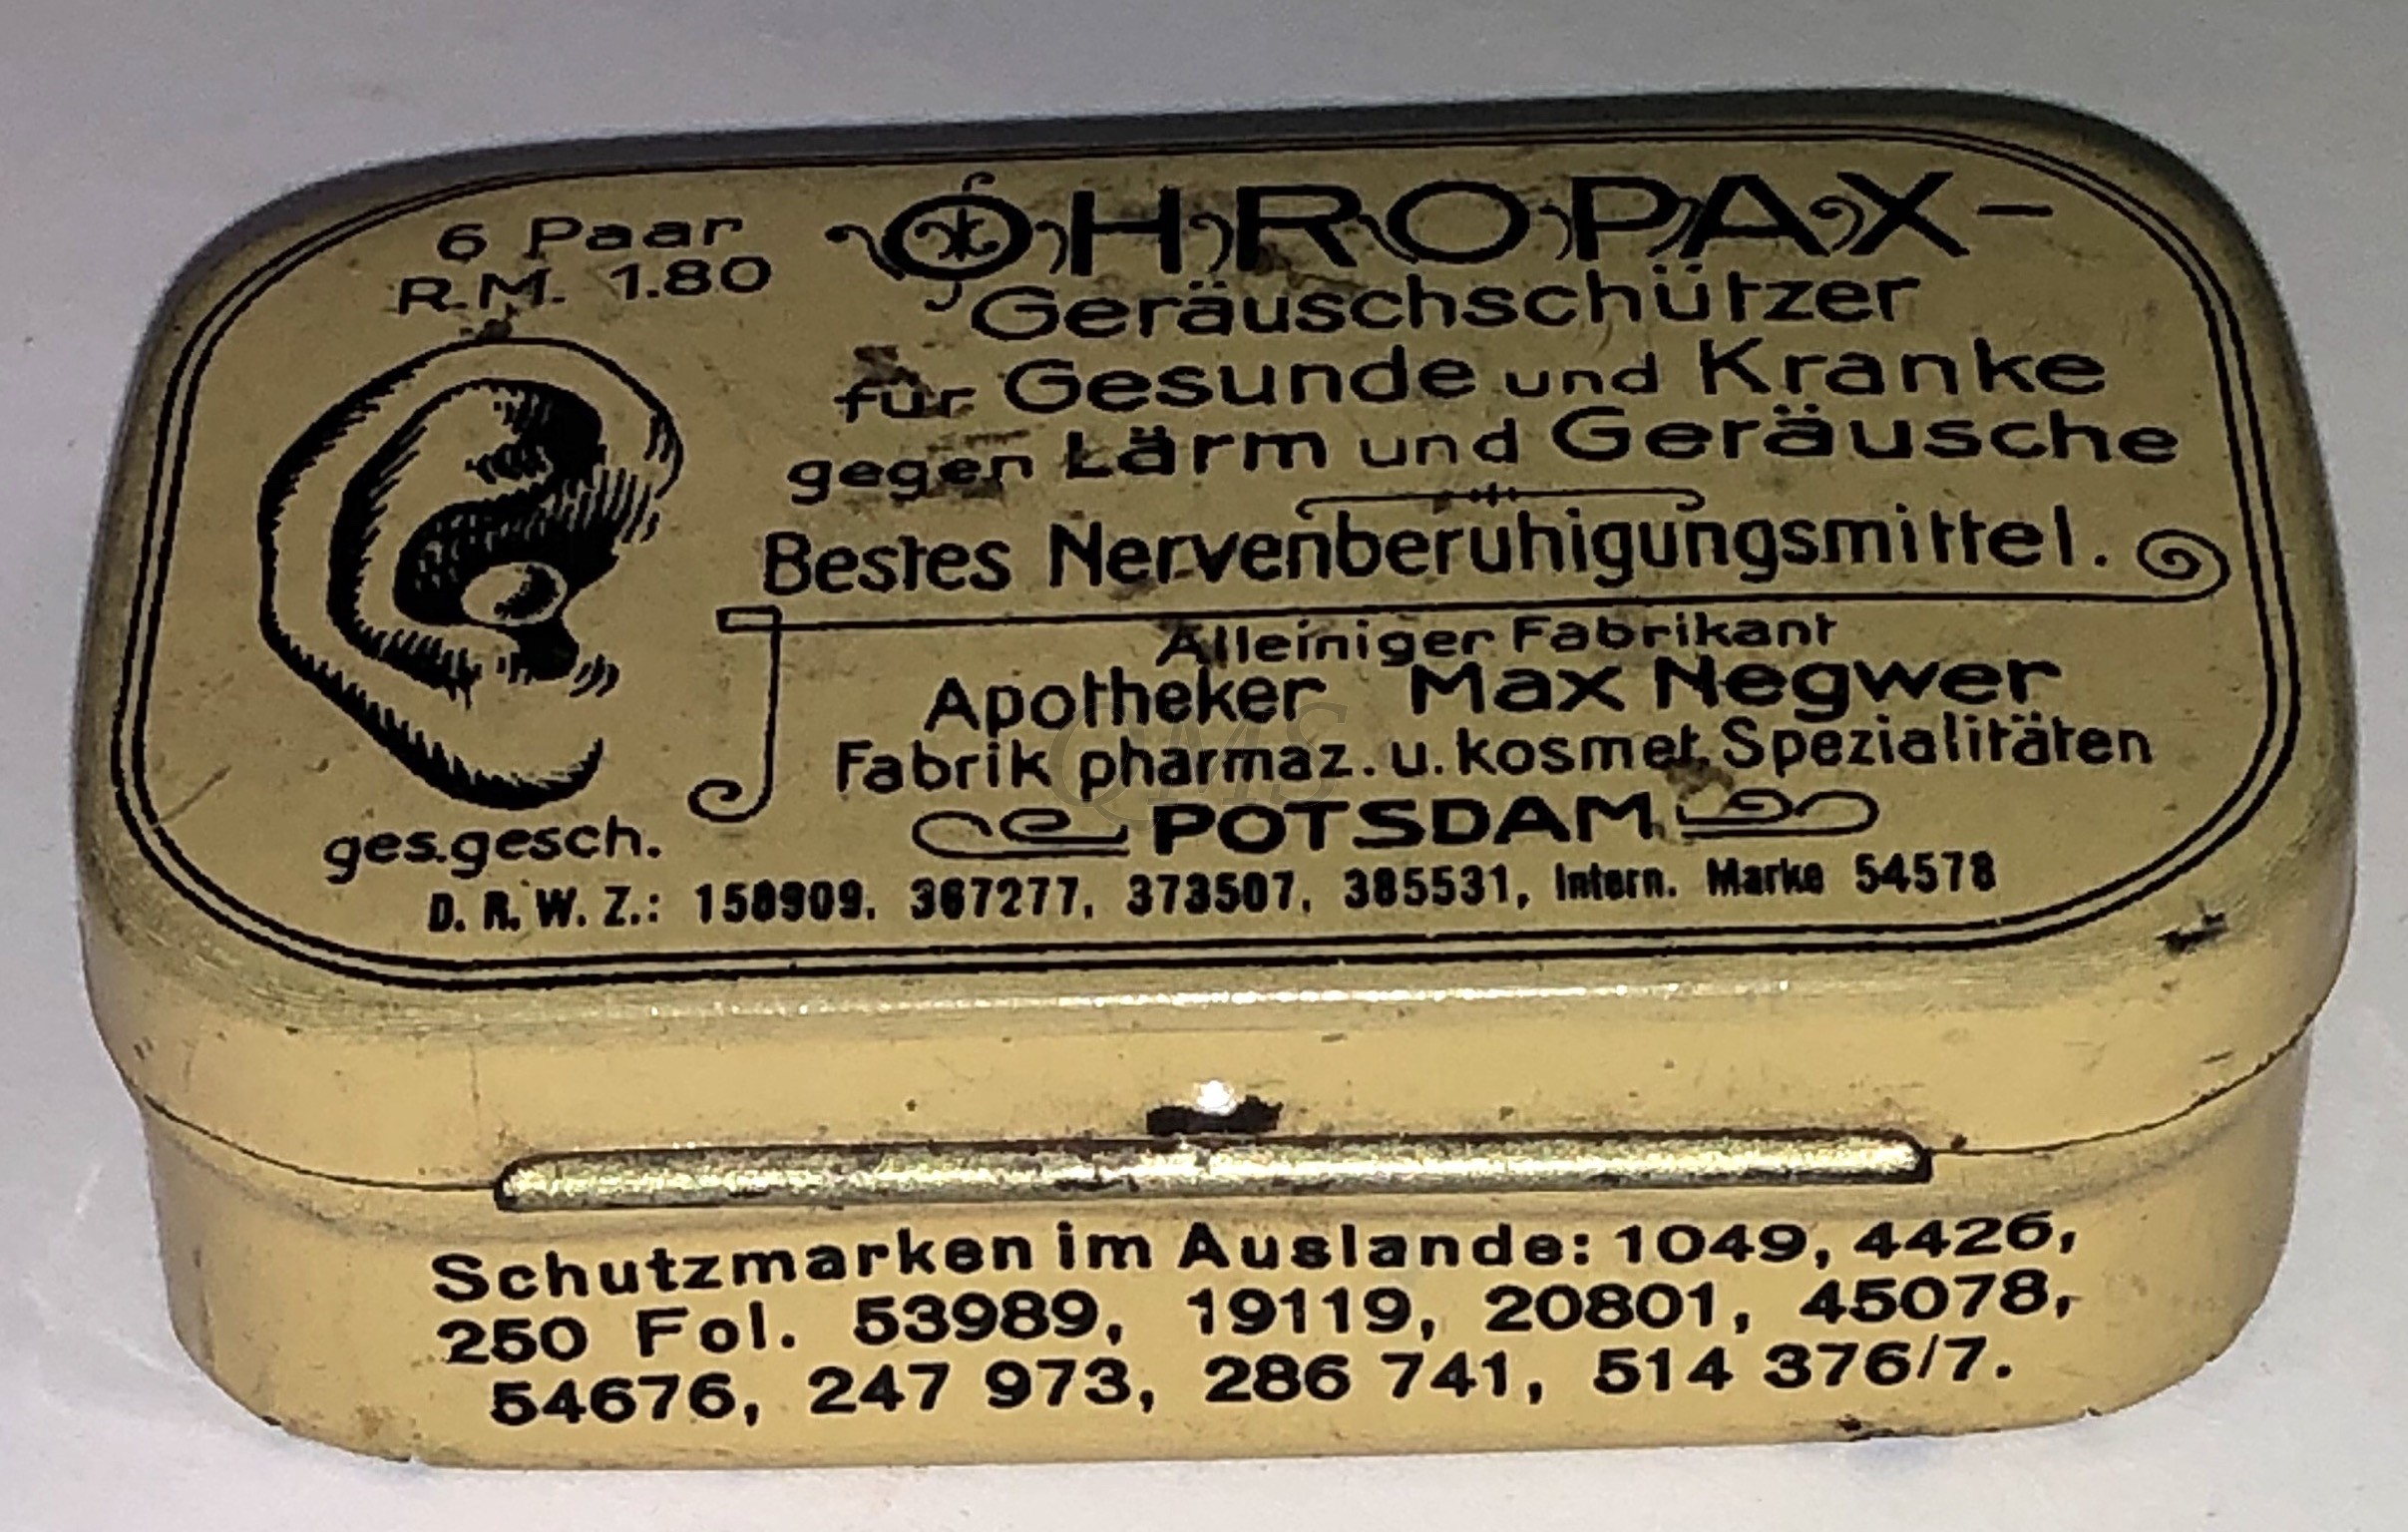 6 Paar
R.M. 1.80
OHROPAX-
Geräuschschützer
für Gesunde und Kranke
gegen Lärm und Geräusche
Bestes Nervenberuhigungsmittel.
Alleiniger Fabrikant
Apotheker Max Negwer
Fabrik pharmaz. u. kosmet. Spezialitäten
POTSDAM
ges. gesch.
D. R. W. Z.: 158909, 367277, 373507, 385531, Intern. Marke 54578
Schutzmarken im Auslande: 1049, 4426,
250 Fol. 53989, 19119, 20801, 45078,
54676, 247 973, 286 741, 514 376/7.
QMS